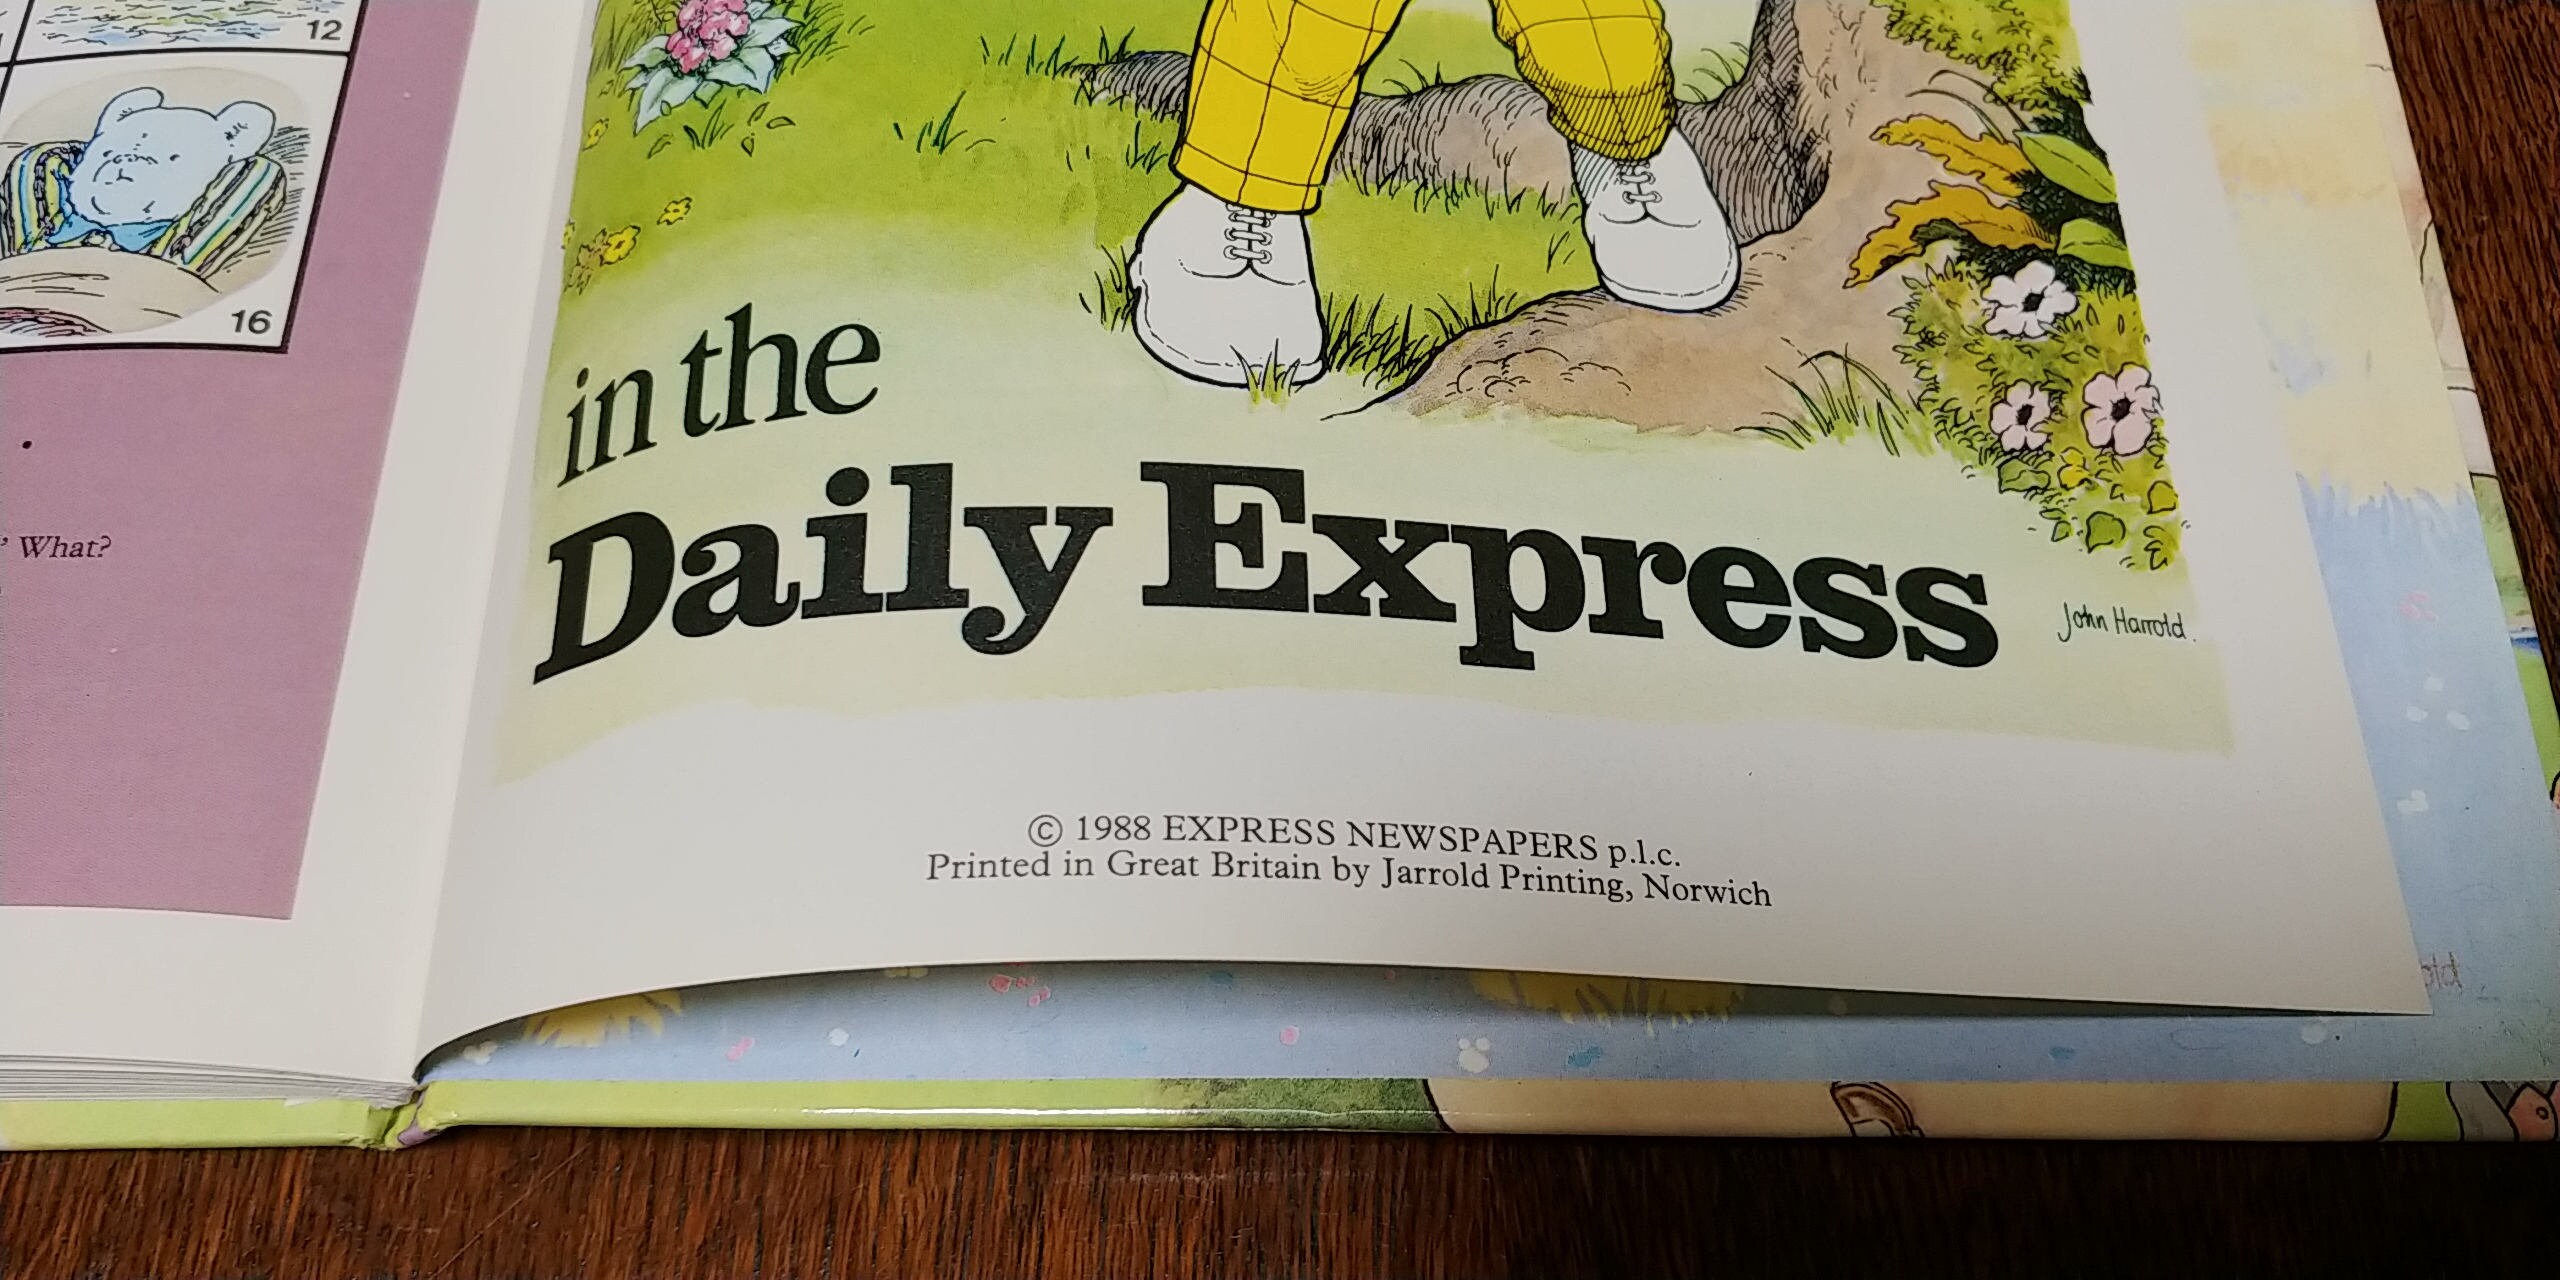 12
16
' What?
in the
Daily Express
John Harrold.
© 1988 EXPRESS NEWSPAPERS p.l.c.
Printed in Great Britain by Jarrold Printing, Norwich
old